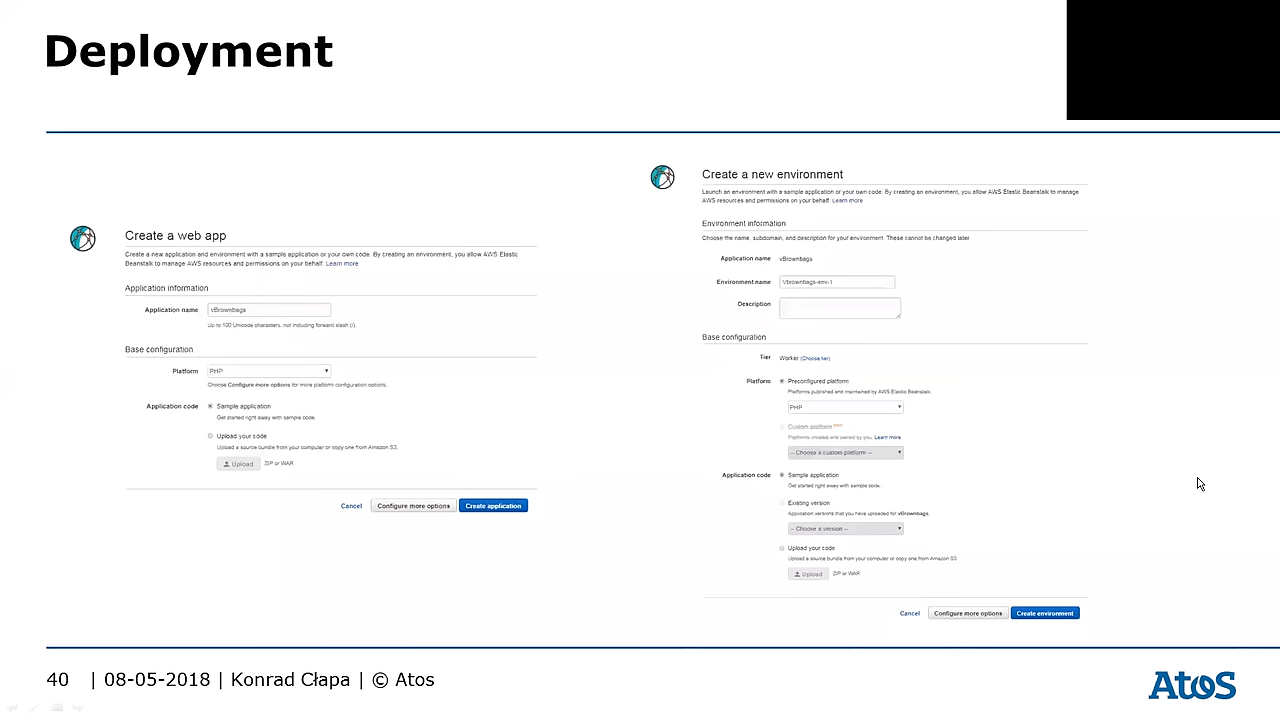 Deployment
Create a web app
Create a new application and environment with a sample application or your own code. By creating an environment, you allow AWS Elastic
Beanstalk to manage AWS resources and permissions on your behalf. Learn more
Application information
Application name vBrownbags
Up to 100 Unicode characters, not including forward slash (/).
Base configuration
Platform PHP
Choose Configure more options for more platform configuration options.
Application code Sample application
Get started right away with sample code.
Upload your code
Upload a source bundle from your computer or copy one from Amazon S3.
Upload ZIP or WAR
Cancel Configure more options Create application
Create a new environment
Launch an environment with a sample application or your own code. By creating an environment, you allow AWS Elastic Beanstalk to manage
AWS resources and permissions on your behalf. Learn more
Environment information
Choose the name, subdomain, and description for your environment. These cannot be changed later
Application name vBrownbags
Environment name Vbrownbags-env-1
Description
Base configuration
Tier Worker (Choose tier)
Platform Preconfigured platform
Platforms published and maintained by AWS Elastic Beanstalk.
PHP
Custom platform
Platforms created and owned by you. Learn more
-- Choose a custom platform --
Application code Sample application
Get started right away with sample code.
Existing version
Application versions that you have uploaded for vBrownbags.
-- Choose a version --
Upload your code
Upload a source bundle from your computer or copy one from Amazon S3
Upload ZIP or WAR
Cancel Configure more options Create environment
40 | 08-05-2018 | Konrad Cłapa | © Atos
Atos